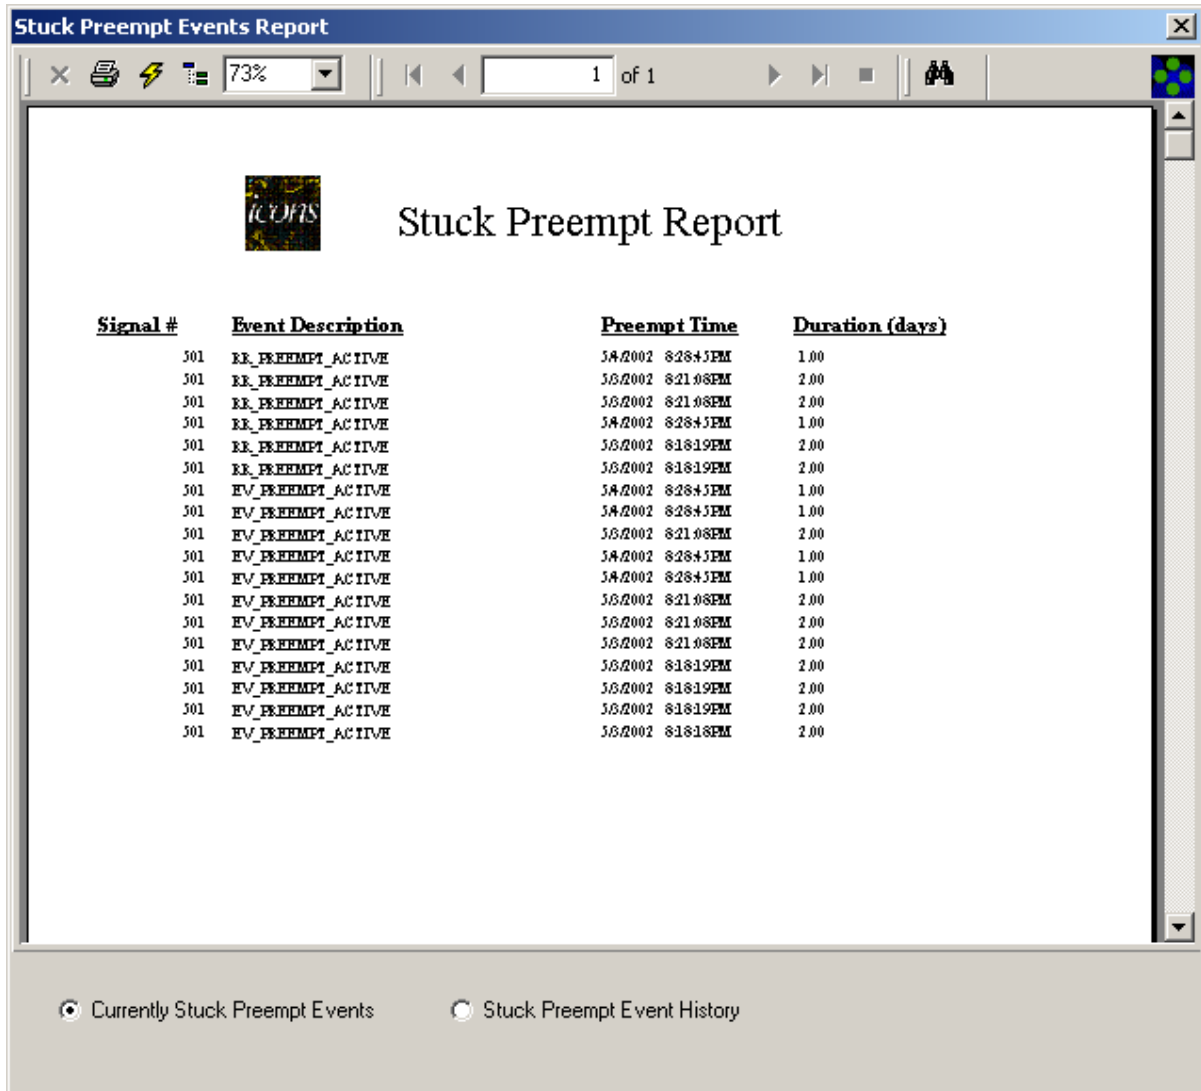 Stuck Preempt Events Report
73% 1 of 1
icons
Stuck Preempt Report
Signal # Event Description Preempt Time Duration (days)
501 RR_PREEMPT_ACTIVE 5/4/2002 8:28:45PM 1.00
501 RR_PREEMPT_ACTIVE 5/3/2002 8:21:08PM 2.00
501 RR_PREEMPT_ACTIVE 5/3/2002 8:21:08PM 2.00
501 RR_PREEMPT_ACTIVE 5/4/2002 8:28:45PM 1.00
501 RR_PREEMPT_ACTIVE 5/3/2002 8:18:19PM 2.00
501 RR_PREEMPT_ACTIVE 5/3/2002 8:18:19PM 2.00
501 EV_PREEMPT_ACTIVE 5/4/2002 8:28:45PM 1.00
501 EV_PREEMPT_ACTIVE 5/4/2002 8:28:45PM 1.00
501 EV_PREEMPT_ACTIVE 5/3/2002 8:21:08PM 2.00
501 EV_PREEMPT_ACTIVE 5/4/2002 8:28:45PM 1.00
501 EV_PREEMPT_ACTIVE 5/4/2002 8:28:45PM 1.00
501 EV_PREEMPT_ACTIVE 5/3/2002 8:21:08PM 2.00
501 EV_PREEMPT_ACTIVE 5/3/2002 8:21:08PM 2.00
501 EV_PREEMPT_ACTIVE 5/3/2002 8:21:08PM 2.00
501 EV_PREEMPT_ACTIVE 5/3/2002 8:18:19PM 2.00
501 EV_PREEMPT_ACTIVE 5/3/2002 8:18:19PM 2.00
501 EV_PREEMPT_ACTIVE 5/3/2002 8:18:19PM 2.00
501 EV_PREEMPT_ACTIVE 5/3/2002 8:18:18PM 2.00
Currently Stuck Preempt Events Stuck Preempt Event History